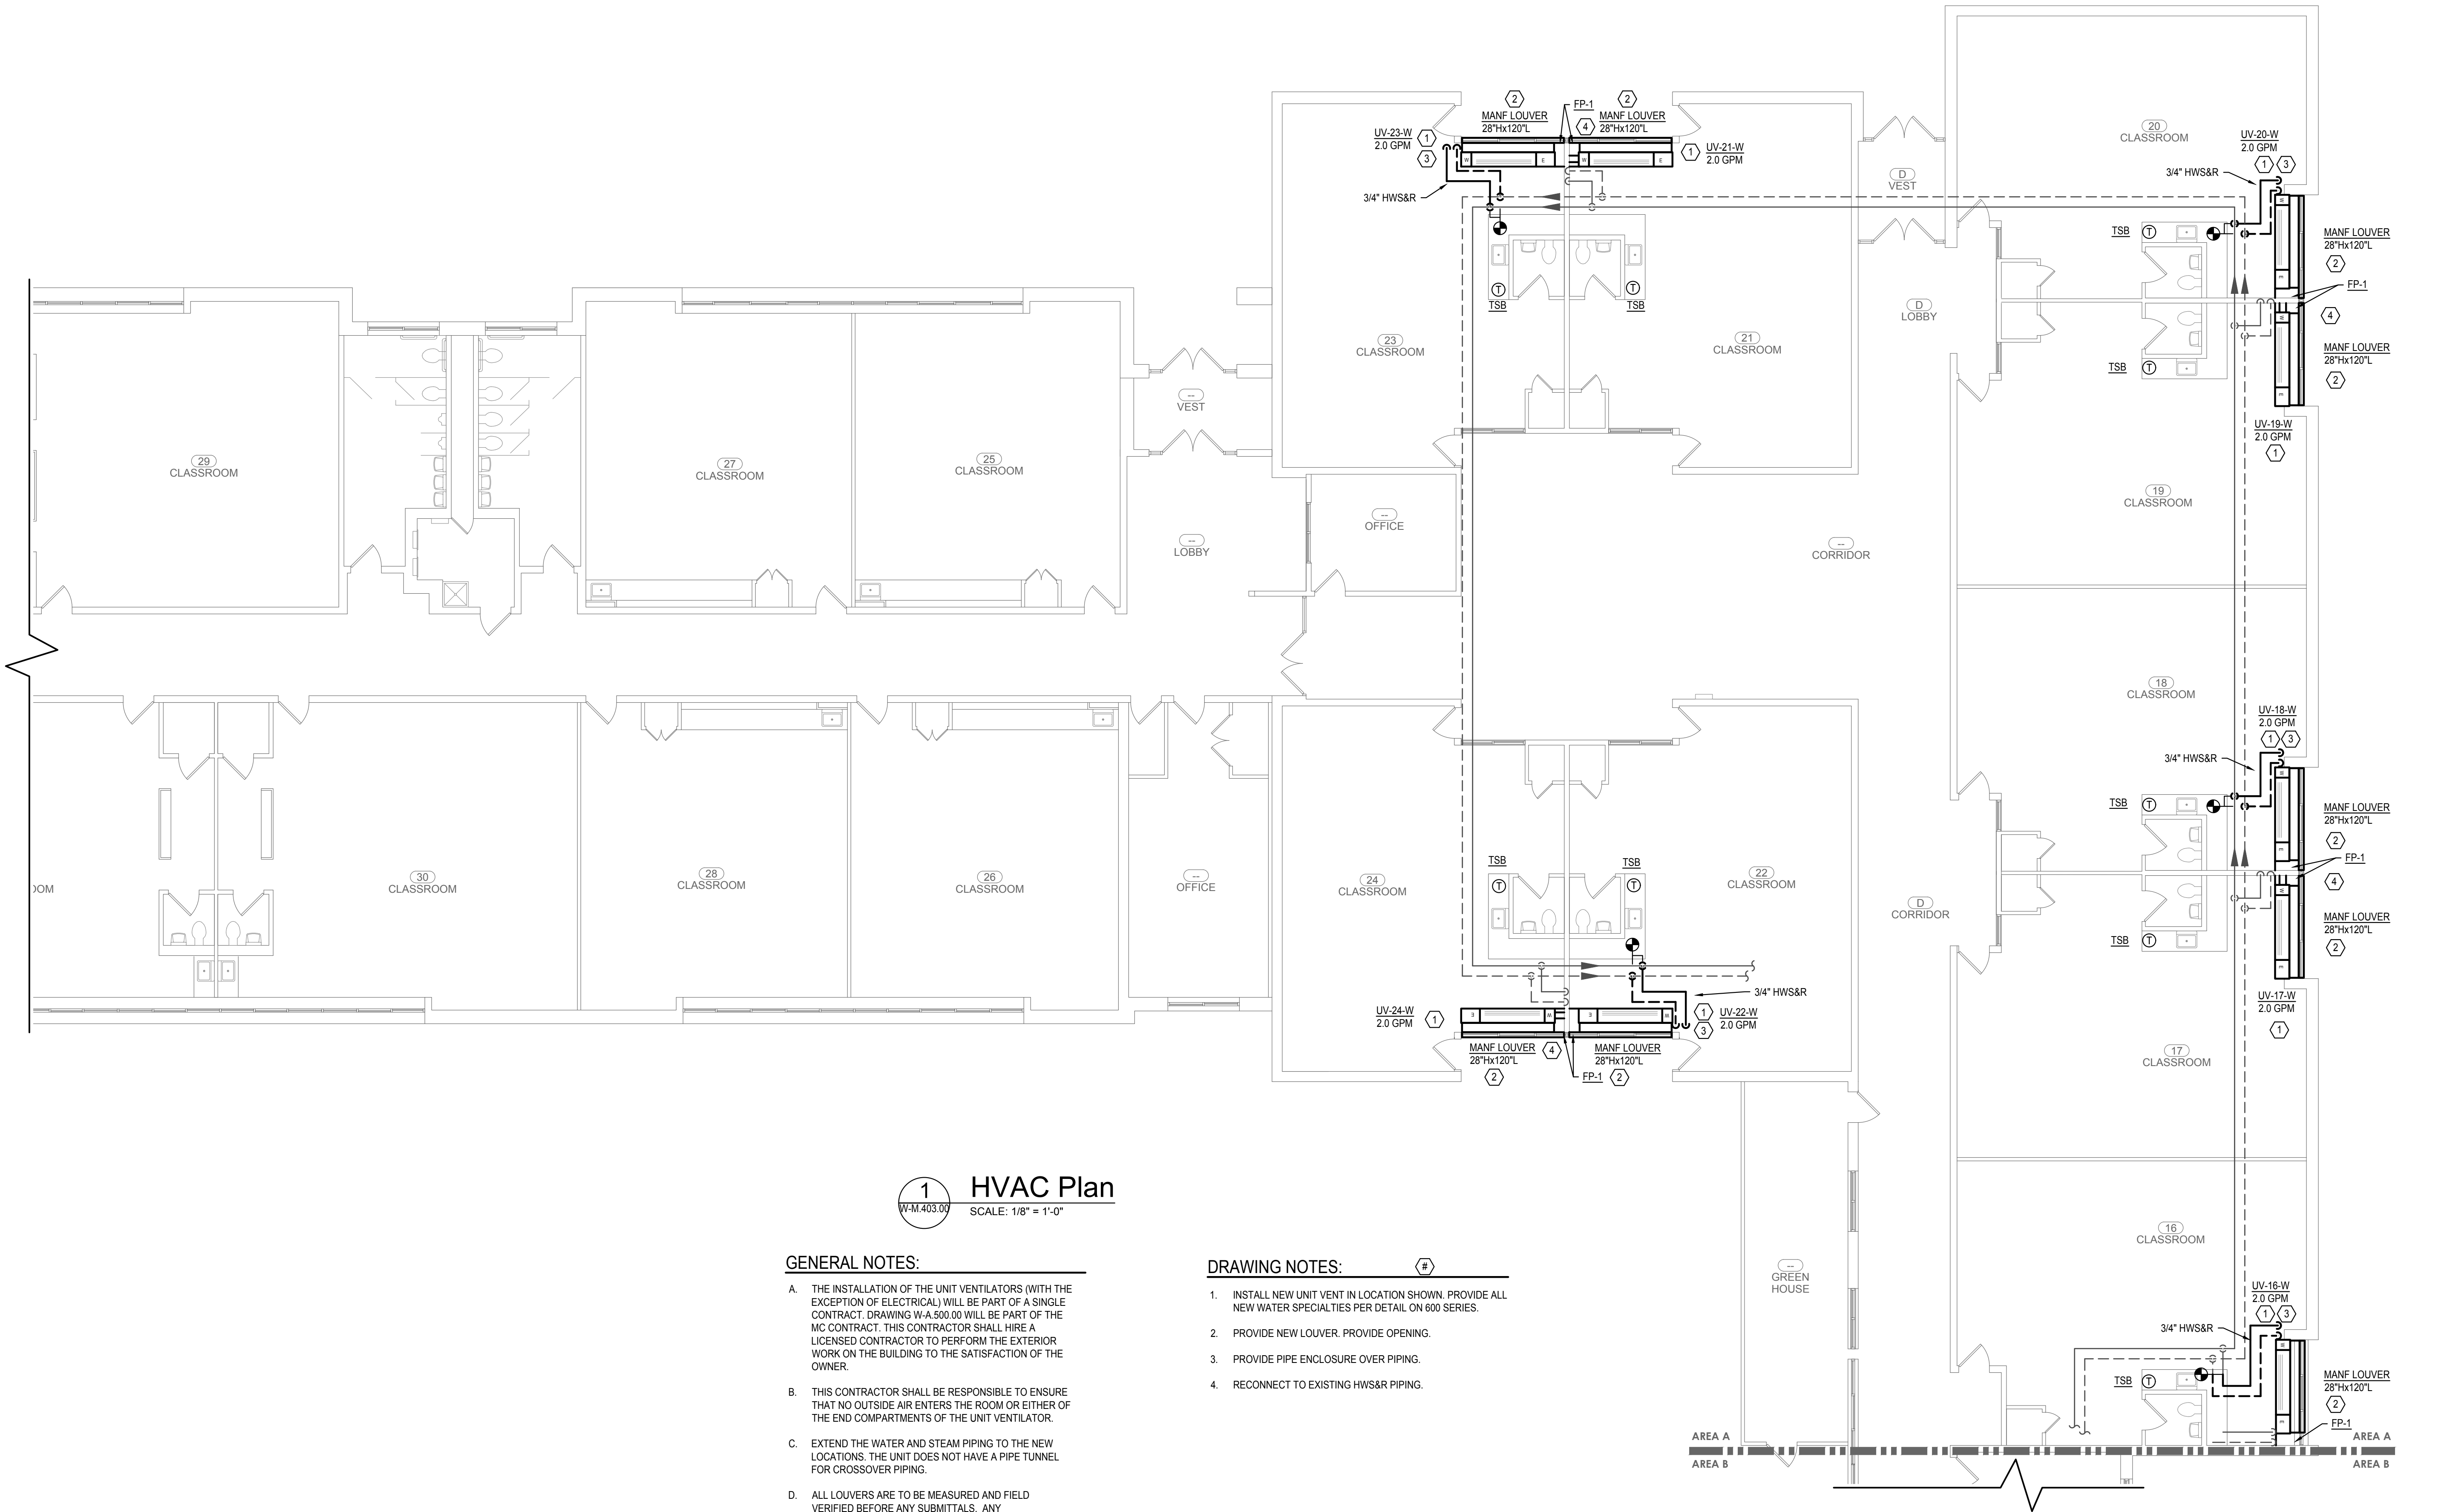 20
CLASSROOM
2
FP-1
2
MANF LOUVER
28"Hx120"L
4
MANF LOUVER
28"Hx120"L
UV-23-W
2.0 GPM
1
3
1
UV-21-W
2.0 GPM
W
E
W
E
3/4" HWS&R
D
VEST
UV-20-W
2.0 GPM
1
3
3/4" HWS&R
TSB
T
W
E
MANF LOUVER
28"Hx120"L
2
FP-1
4
MANF LOUVER
28"Hx120"L
2
T
TSB
T
TSB
D
LOBBY
TSB
T
W
E
UV-19-W
2.0 GPM
1
23
CLASSROOM
21
CLASSROOM
--
VEST
29
CLASSROOM
27
CLASSROOM
25
CLASSROOM
19
CLASSROOM
--
OFFICE
--
LOBBY
--
CORRIDOR
18
CLASSROOM
UV-18-W
2.0 GPM
1
3
3/4" HWS&R
TSB
T
W
E
MANF LOUVER
28"Hx120"L
2
FP-1
4
MANF LOUVER
28"Hx120"L
2
TSB
T
W
E
UV-17-W
2.0 GPM
1
OOM
30
CLASSROOM
28
CLASSROOM
26
CLASSROOM
--
OFFICE
24
CLASSROOM
TSB
T
TSB
T
22
CLASSROOM
D
CORRIDOR
3/4" HWS&R
UV-24-W
2.0 GPM
1
E
W
E
W
1
3
UV-22-W
2.0 GPM
MANF LOUVER
28"Hx120"L
2
4
MANF LOUVER
28"Hx120"L
FP-1
2
17
CLASSROOM
16
CLASSROOM
--
GREEN
HOUSE
UV-16-W
2.0 GPM
1
3
3/4" HWS&R
TSB
T
W
E
MANF LOUVER
28"Hx120"L
2
FP-1
AREA A
AREA A
AREA B
AREA B
1
W-M.403.00
HVAC Plan
SCALE: 1/8" = 1'-0"
GENERAL NOTES:
A. THE INSTALLATION OF THE UNIT VENTILATORS (WITH THE
EXCEPTION OF ELECTRICAL) WILL BE PART OF A SINGLE
CONTRACT. DRAWING W-A.500.00 WILL BE PART OF THE
MC CONTRACT. THIS CONTRACTOR SHALL HIRE A
LICENSED CONTRACTOR TO PERFORM THE EXTERIOR
WORK ON THE BUILDING TO THE SATISFACTION OF THE
OWNER.
B. THIS CONTRACTOR SHALL BE RESPONSIBLE TO ENSURE
THAT NO OUTSIDE AIR ENTERS THE ROOM OR EITHER OF
THE END COMPARTMENTS OF THE UNIT VENTILATOR.
C. EXTEND THE WATER AND STEAM PIPING TO THE NEW
LOCATIONS. THE UNIT DOES NOT HAVE A PIPE TUNNEL
FOR CROSSOVER PIPING.
D. ALL LOUVERS ARE TO BE MEASURED AND FIELD
VERIFIED BEFORE ANY SUBMITTALS. ANY
DRAWING NOTES: #
1. INSTALL NEW UNIT VENT IN LOCATION SHOWN. PROVIDE ALL
NEW WATER SPECIALTIES PER DETAIL ON 600 SERIES.
2. PROVIDE NEW LOUVER. PROVIDE OPENING.
3. PROVIDE PIPE ENCLOSURE OVER PIPING.
4. RECONNECT TO EXISTING HWS&R PIPING.